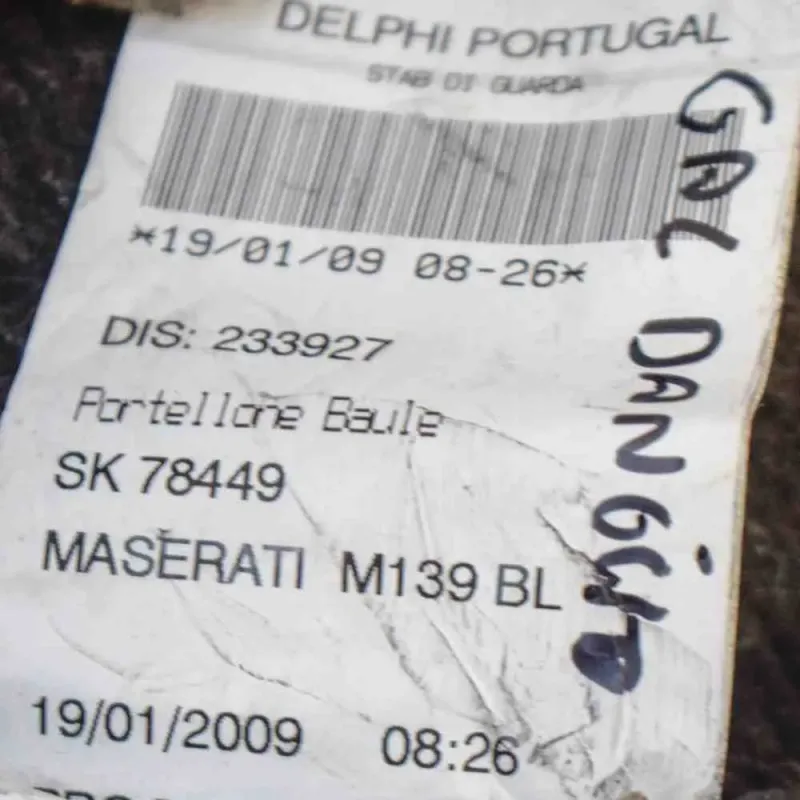 DELPHI PORTUGAL
STAB DI GUARDA
*19/01/09 08-26*
DIS: 233927
Portellone Baule
SK 78449
MASERATI M139 BL
19/01/2009 08:26
GAL